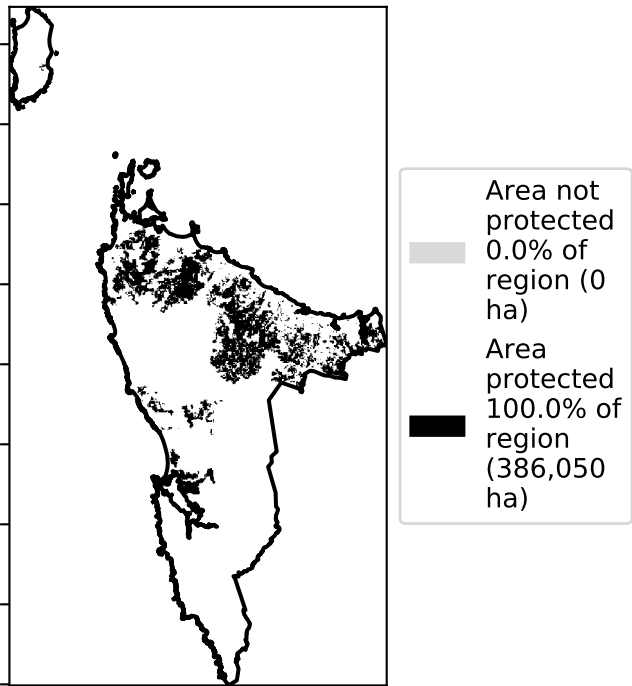 Area not
protected
0.0% of
region (0
ha)
Area
protected
100.0% of
region
(386,050
ha)